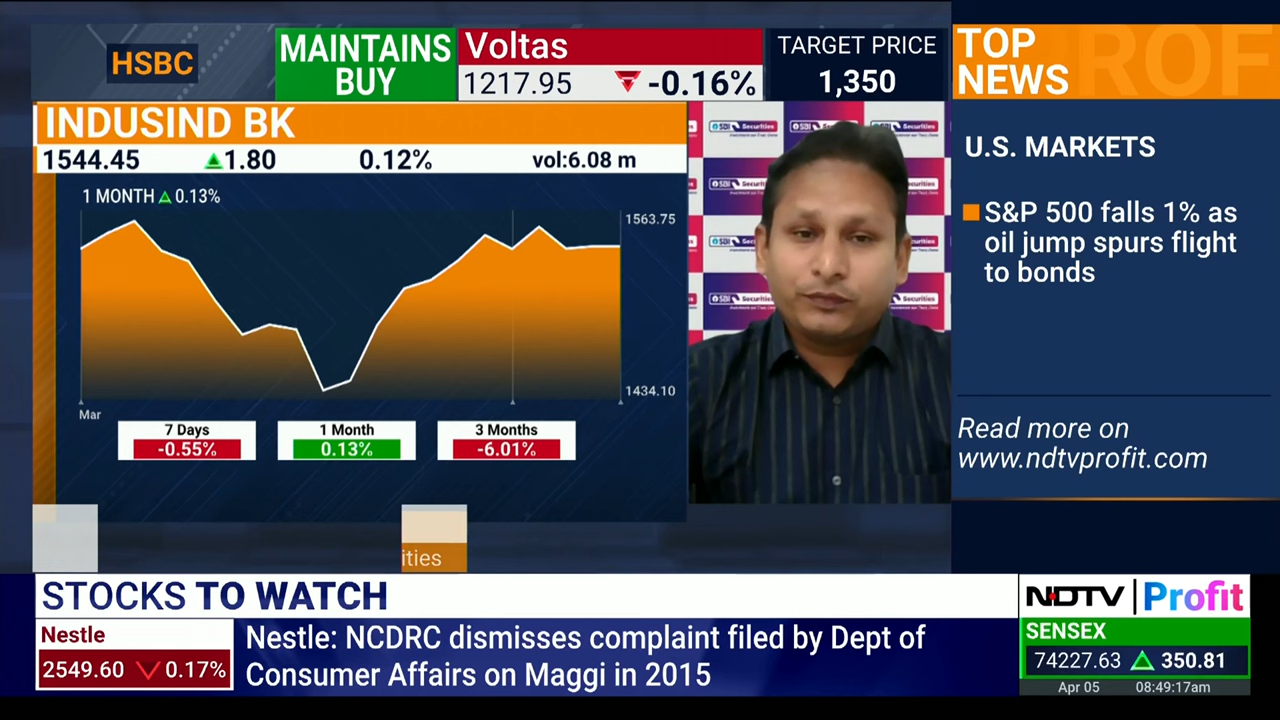 HSBC
MAINTAINS
BUY
Voltas
1217.95 -0.16%
TARGET PRICE
1,350
TOP
NEWS
INDUSIND BK
1544.45 1.80 0.12% vol:6.08 m
1 MONTH 0.13%
1563.75
1434.10
Mar
7 Days
-0.55%
1 Month
0.13%
3 Months
-6.01%
SBI Securities
SBI Securities
U.S. MARKETS
S&P 500 falls 1% as
oil jump spurs flight
to bonds
Read more on
www.ndtvprofit.com
ities
STOCKS TO WATCH
Nestle
2549.60 0.17%
Nestle: NCDRC dismisses complaint filed by Dept of
Consumer Affairs on Maggi in 2015
NDTV Profit
SENSEX
74227.63 350.81
Apr 05 08:49:17am